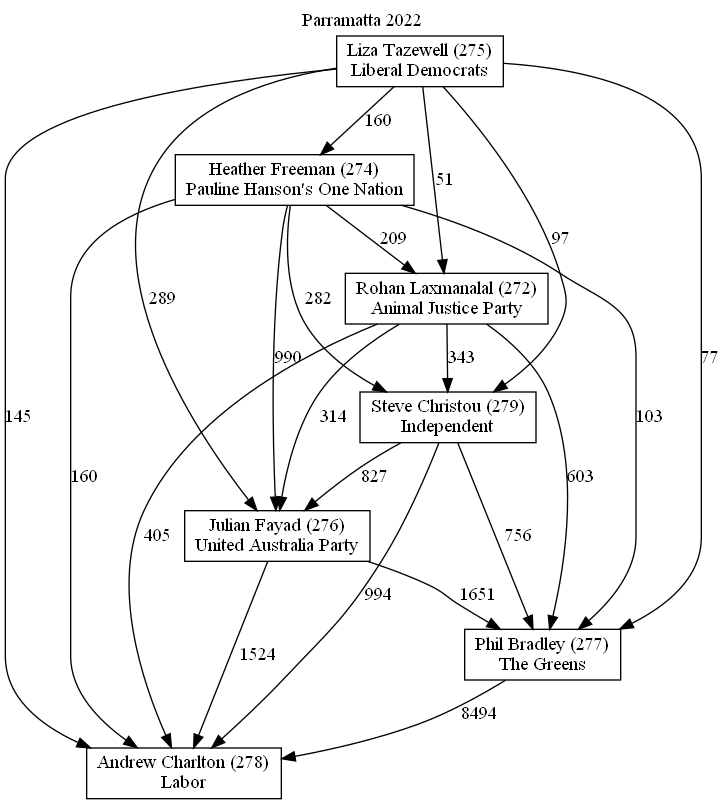 Parramatta 2022
Liza Tazewell (275)
Liberal Democrats
160
Heather Freeman (274)
Pauline Hanson's One Nation
51
209
97
Rohan Laxmanalal (272)
Animal Justice Party
289
282
990
343
77
314
Steve Christou (279)
Independent
145
160
103
827
603
Julian Fayad (276)
United Australia Party
405
756
994
1651
1524
Phil Bradley (277)
The Greens
8494
Andrew Charlton (278)
Labor